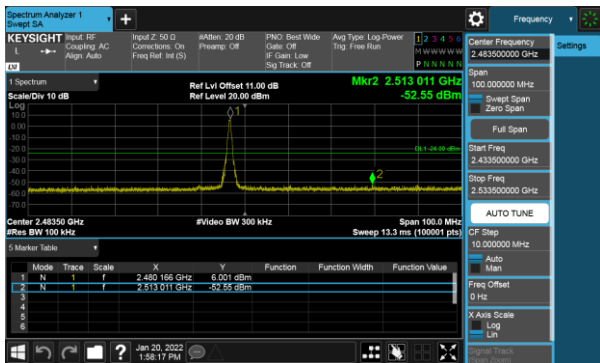 Spectrum Analyzer 1
Swept SA
+
Frequency
KEYSIGHT
L
LXI
Input: RF
Coupling: AC
Align: Auto
Input Z: 50 Ω
Corrections: On
Freq Ref: Int (S)
#Atten: 20 dB
Preamp: Off
PNO: Best Wide
Gate: Off
IF Gain: Low
Sig Track: Off
Avg Type: Log-Power
Trig: Free Run
1 2 3 4 5 6
M W W W W W
P N N N N N
Center Frequency
2.483500000 GHz
Settings
Span
100.000000 MHz
Swept Span
Zero Span
Full Span
Start Freq
2.433500000 GHz
Stop Freq
2.533500000 GHz
AUTO TUNE
CF Step
10.000000 MHz
Auto
Man
Freq Offset
0 Hz
X Axis Scale
Log
Lin
Signal Track
(Span Zoom)
1 Spectrum
Scale/Div 10 dB
Ref Lvl Offset 11.00 dB
Ref Level 20.00 dBm
Mkr2 2.513 011 GHz
-52.55 dBm
Log
10.0
0.00
-10.0
-20.0
-30.0
-40.0
-50.0
-60.0
-70.0
1
2
DL1 -24.00 dBm
Center 2.48350 GHz
#Res BW 100 kHz
#Video BW 300 kHz
Span 100.0 MHz
Sweep 13.3 ms (100001 pts)
5 Marker Table
Mode Trace Scale X Y Function Function Width Function Value
1 N 1 f 2.480 166 GHz 6.001 dBm
2 N 1 f 2.513 011 GHz -52.55 dBm
3
4
5
6
?
Jan 20, 2022
1:58:17 PM